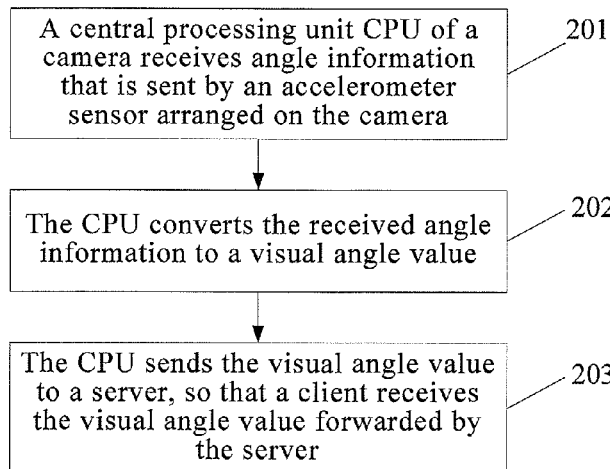 A central processing unit CPU of a
camera receives angle information
that is sent by an accelerometer
sensor arranged on the camera
201
The CPU converts the received angle
information to a visual angle value
202
The CPU sends the visual angle value
to a server, so that a client receives
the visual angle value forwarded by
the server
203